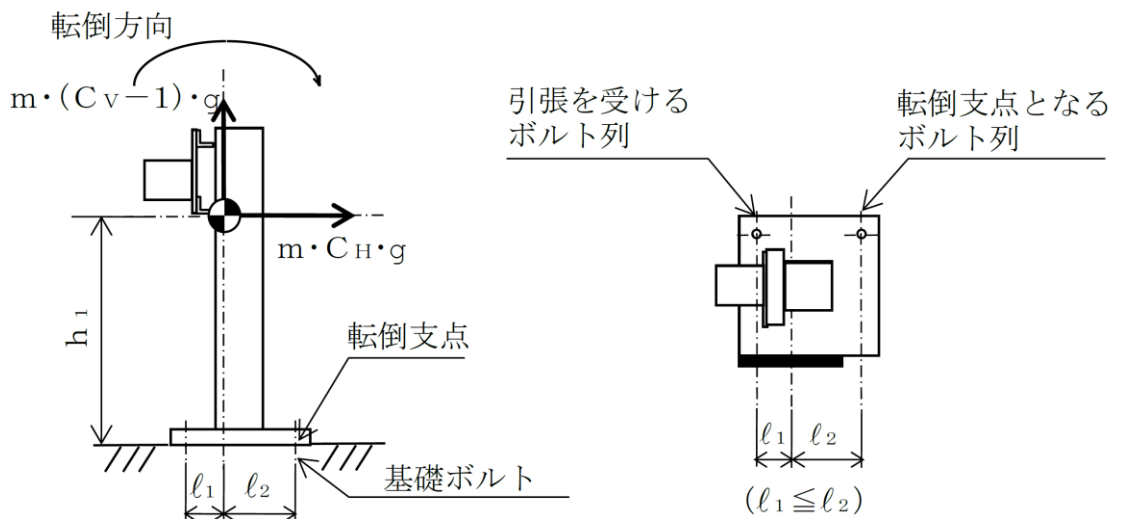 転倒方向
m・(CV－1)・g
m・CH・g
h1
転倒支点
基礎ボルト
ℓ1
ℓ2
引張を受ける
ボルト列
転倒支点となる
ボルト列
ℓ1
ℓ2
(ℓ1≦ℓ2)